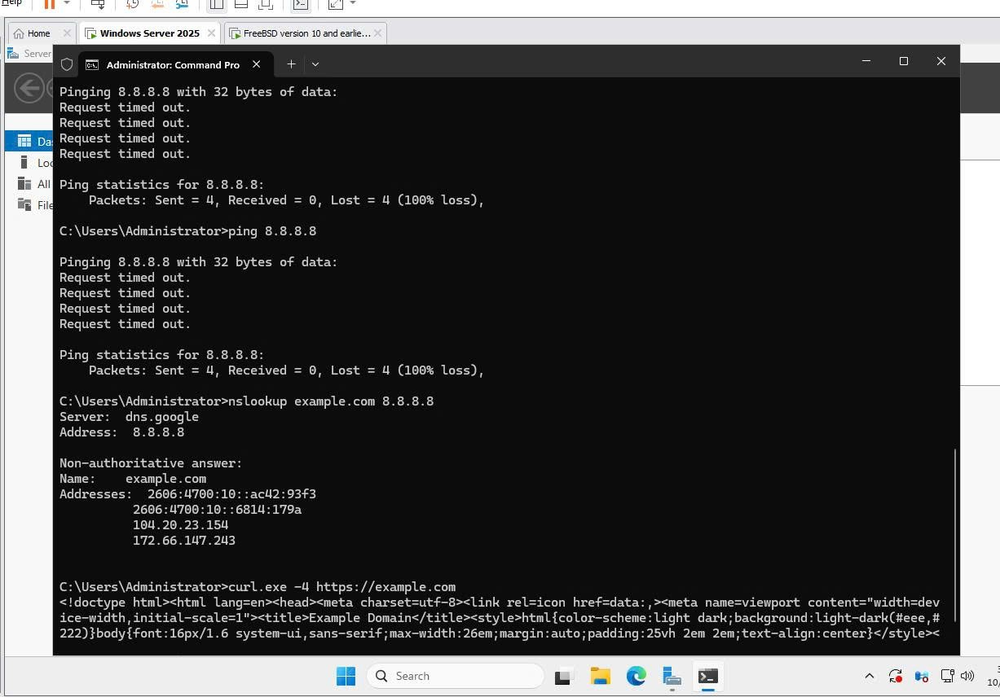 Help
Home
Windows Server 2025
FreeBSD version 10 and earlie...
Server
Administrator: Command Pro
Pinging 8.8.8.8 with 32 bytes of data:
Request timed out.
Request timed out.
Request timed out.
Request timed out.
Ping statistics for 8.8.8.8:
Packets: Sent = 4, Received = 0, Lost = 4 (100% loss),
C:\Users\Administrator>ping 8.8.8.8
Pinging 8.8.8.8 with 32 bytes of data:
Request timed out.
Request timed out.
Request timed out.
Request timed out.
Ping statistics for 8.8.8.8:
Packets: Sent = 4, Received = 0, Lost = 4 (100% loss),
C:\Users\Administrator>nslookup example.com 8.8.8.8
Server:  dns.google
Address:  8.8.8.8
Non-authoritative answer:
Name:    example.com
Addresses:  2606:4700:10::ac42:93f3
2606:4700:10::6814:179a
104.20.23.154
172.66.147.243
C:\Users\Administrator>curl.exe -4 https://example.com
<!doctype html><html lang=en><head><meta charset=utf-8><link rel=icon href=data:,><meta name=viewport content="width=dev
ice-width,initial-scale=1"><title>Example Domain</title><style>html{color-scheme:light dark;background:light-dark(#eee,#
222)}body{font:16px/1.6 system-ui,sans-serif;max-width:26em;margin:auto;padding:25vh 2em 2em;text-align:center}</style><
Da
Loc
All
File
Search
10/